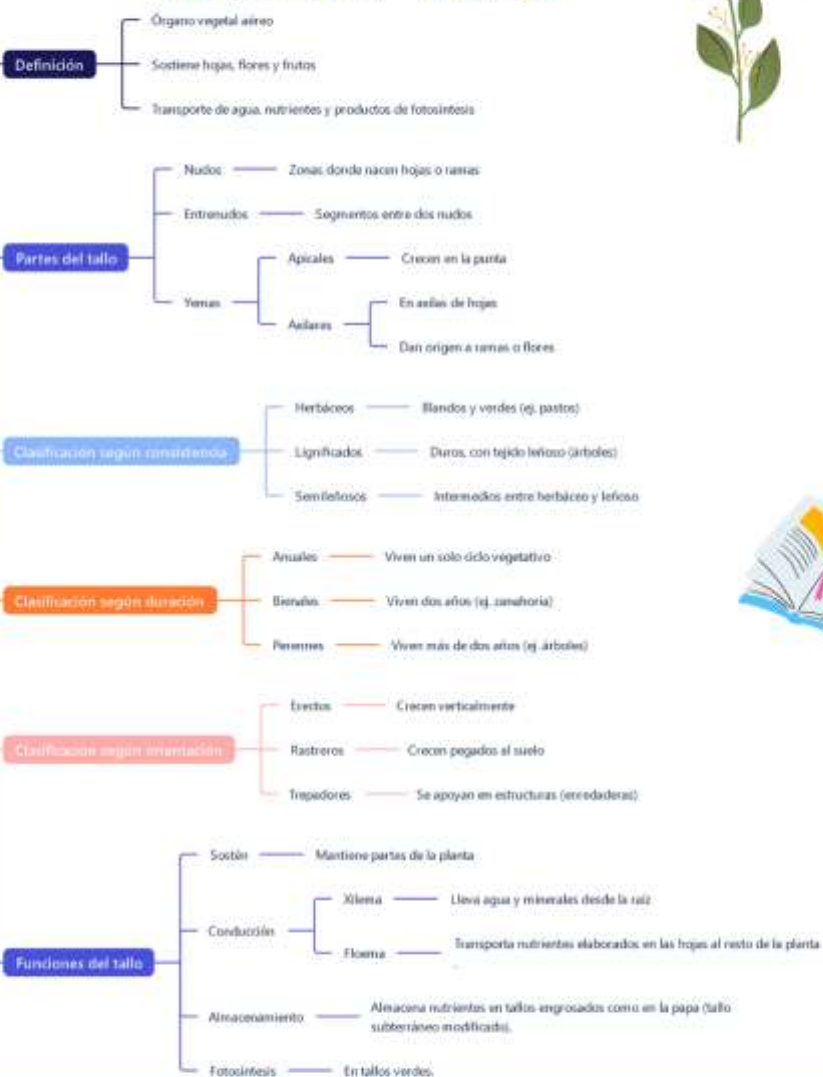 Órgano vegetal aéreo
Definición
Sostiene hojas, flores y frutos
Transporte de agua, nutrientes y productos de fotosíntesis
Nudos
Zonas donde nacen hojas o ramas
Entrenudos
Segmentos entre dos nudos
Partes del tallo
Yemas
Apicales
Crecen en la punta
Axilares
En axilas de hojas
Dan origen a ramas o flores
Clasificación según consistencia
Herbáceos
Blandos y verdes (ej. pastos)
Lignificados
Duros, con tejido leñoso (árboles)
Semileñosos
Intermedios entre herbáceo y leñoso
Clasificación según duración
Anuales
Viven un solo ciclo vegetativo
Bienales
Viven dos años (ej. zanahoria)
Perennes
Viven más de dos años (ej. árboles)
Clasificación según orientación
Erectos
Crecen verticalmente
Rastreros
Crecen pegados al suelo
Trepadores
Se apoyan en estructuras (enredaderas)
Funciones del tallo
Sostén
Mantiene partes de la planta
Conducción
Xilema
Lleva agua y minerales desde la raíz
Floema
Transporta nutrientes elaborados en las hojas al resto de la planta
.
Almacenamiento
Almacena nutrientes en tallos engrosados como en la papa (tallo
subterráneo modificado).
Fotosíntesis
En tallos verdes.